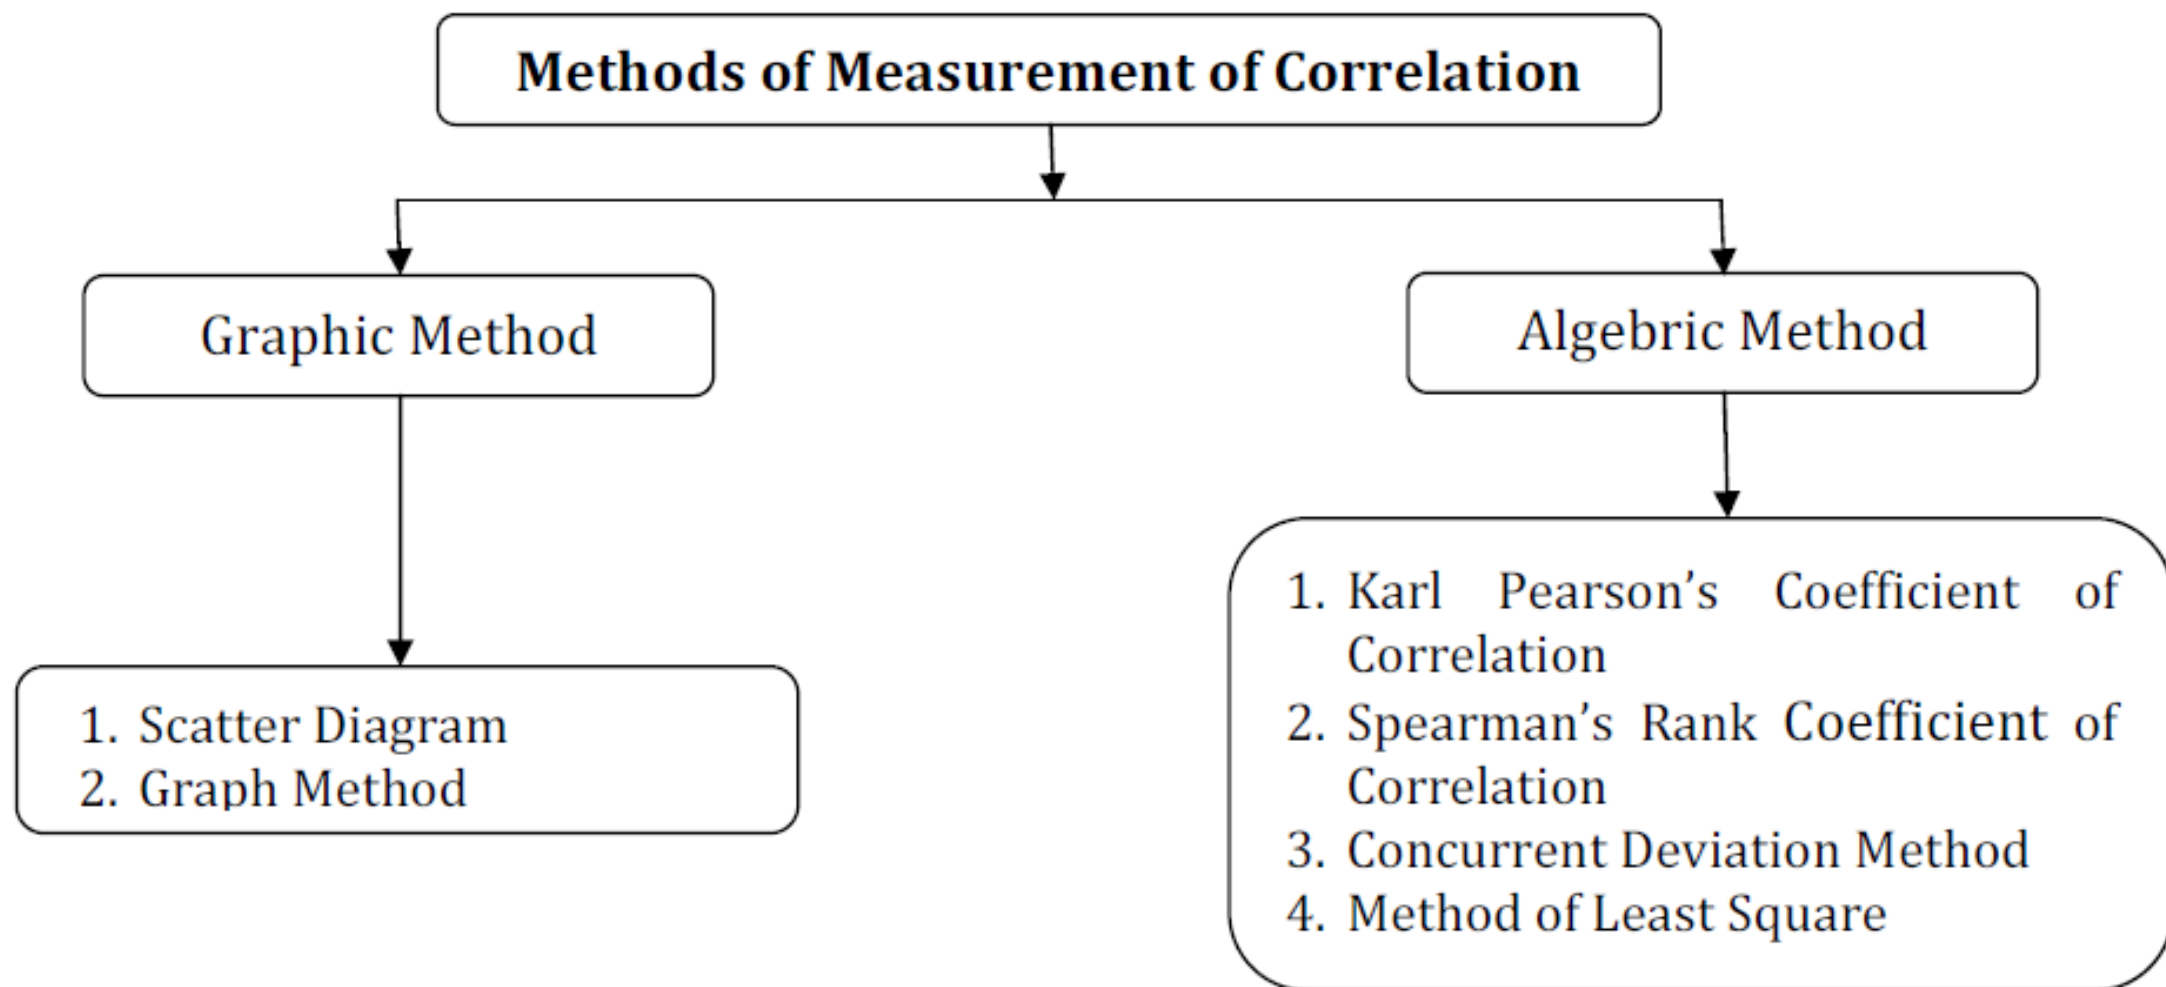 Methods of Measurement of Correlation
Graphic Method
Algebric Method
1. Scatter Diagram
2. Graph Method
1. Karl Pearson’s Coefficient of
Correlation
2. Spearman’s Rank Coefficient of
Correlation
3. Concurrent Deviation Method
4. Method of Least Square